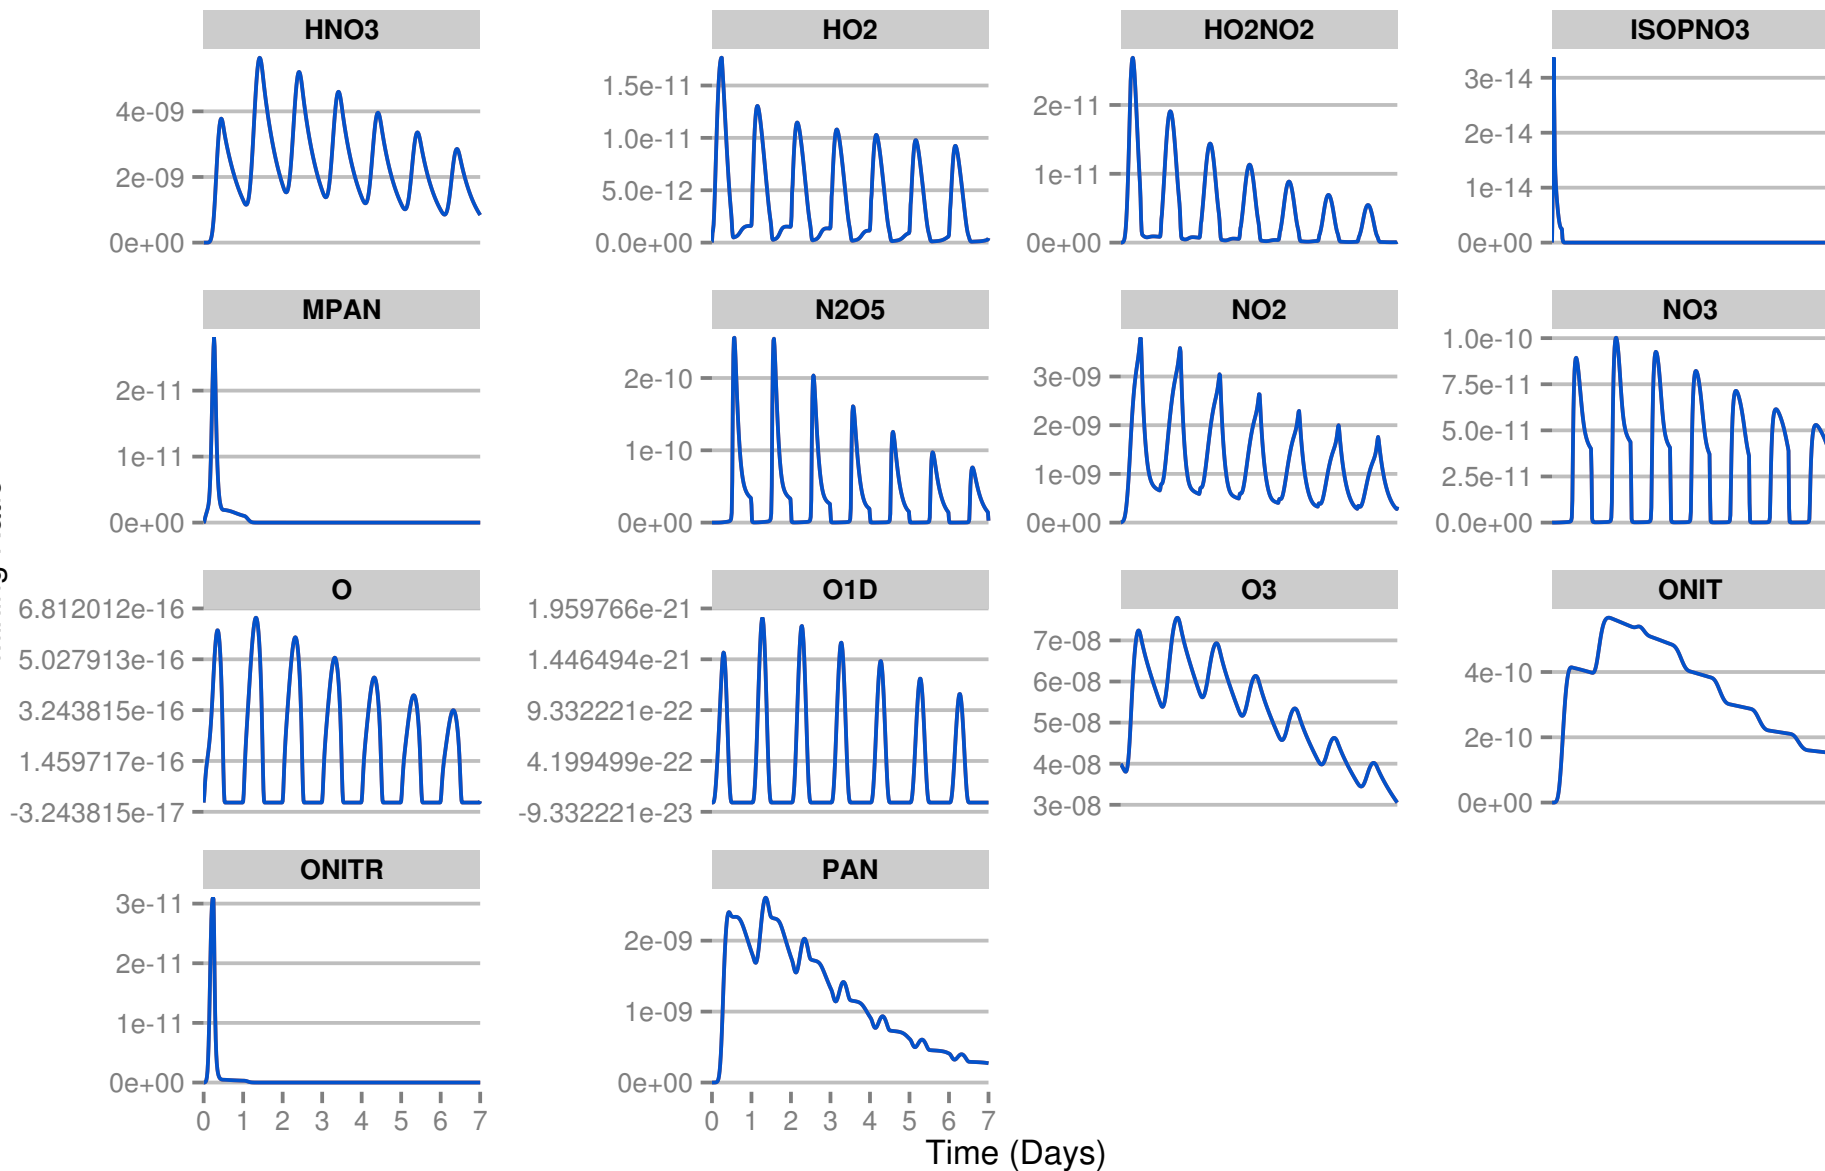 HNO3 HO2 HO2NO2 ISOPNO3
4e-09 2e-09 0e+00
1.5e-11 1.0e-11 5.0e-12 0.0e+00
2e-11 1e-11 0e+00
3e-14 2e-14 1e-14 0e+00
MPAN N2O5 NO2 NO3
2e-11 1e-11 0e+00
2e-10 1e-10 0e+00
3e-09 2e-09 1e-09 0e+00
1.0e-10 7.5e-11 5.0e-11 2.5e-11 0.0e+00
O O1D O3 ONIT
6.812012e-16 5.027913e-16 3.243815e-16 1.459717e-16 -3.243815e-17
1.959766e-21 1.446494e-21 9.332221e-22 4.199499e-22 -9.332221e-23
7e-08 6e-08 5e-08 4e-08 3e-08
4e-10 2e-10 0e+00
ONITR PAN
3e-11 2e-11 1e-11 0e+00
2e-09 1e-09 0e+00
0 1 2 3 4 5 6 7
0 1 2 3 4 5 6 7
Time (Days)